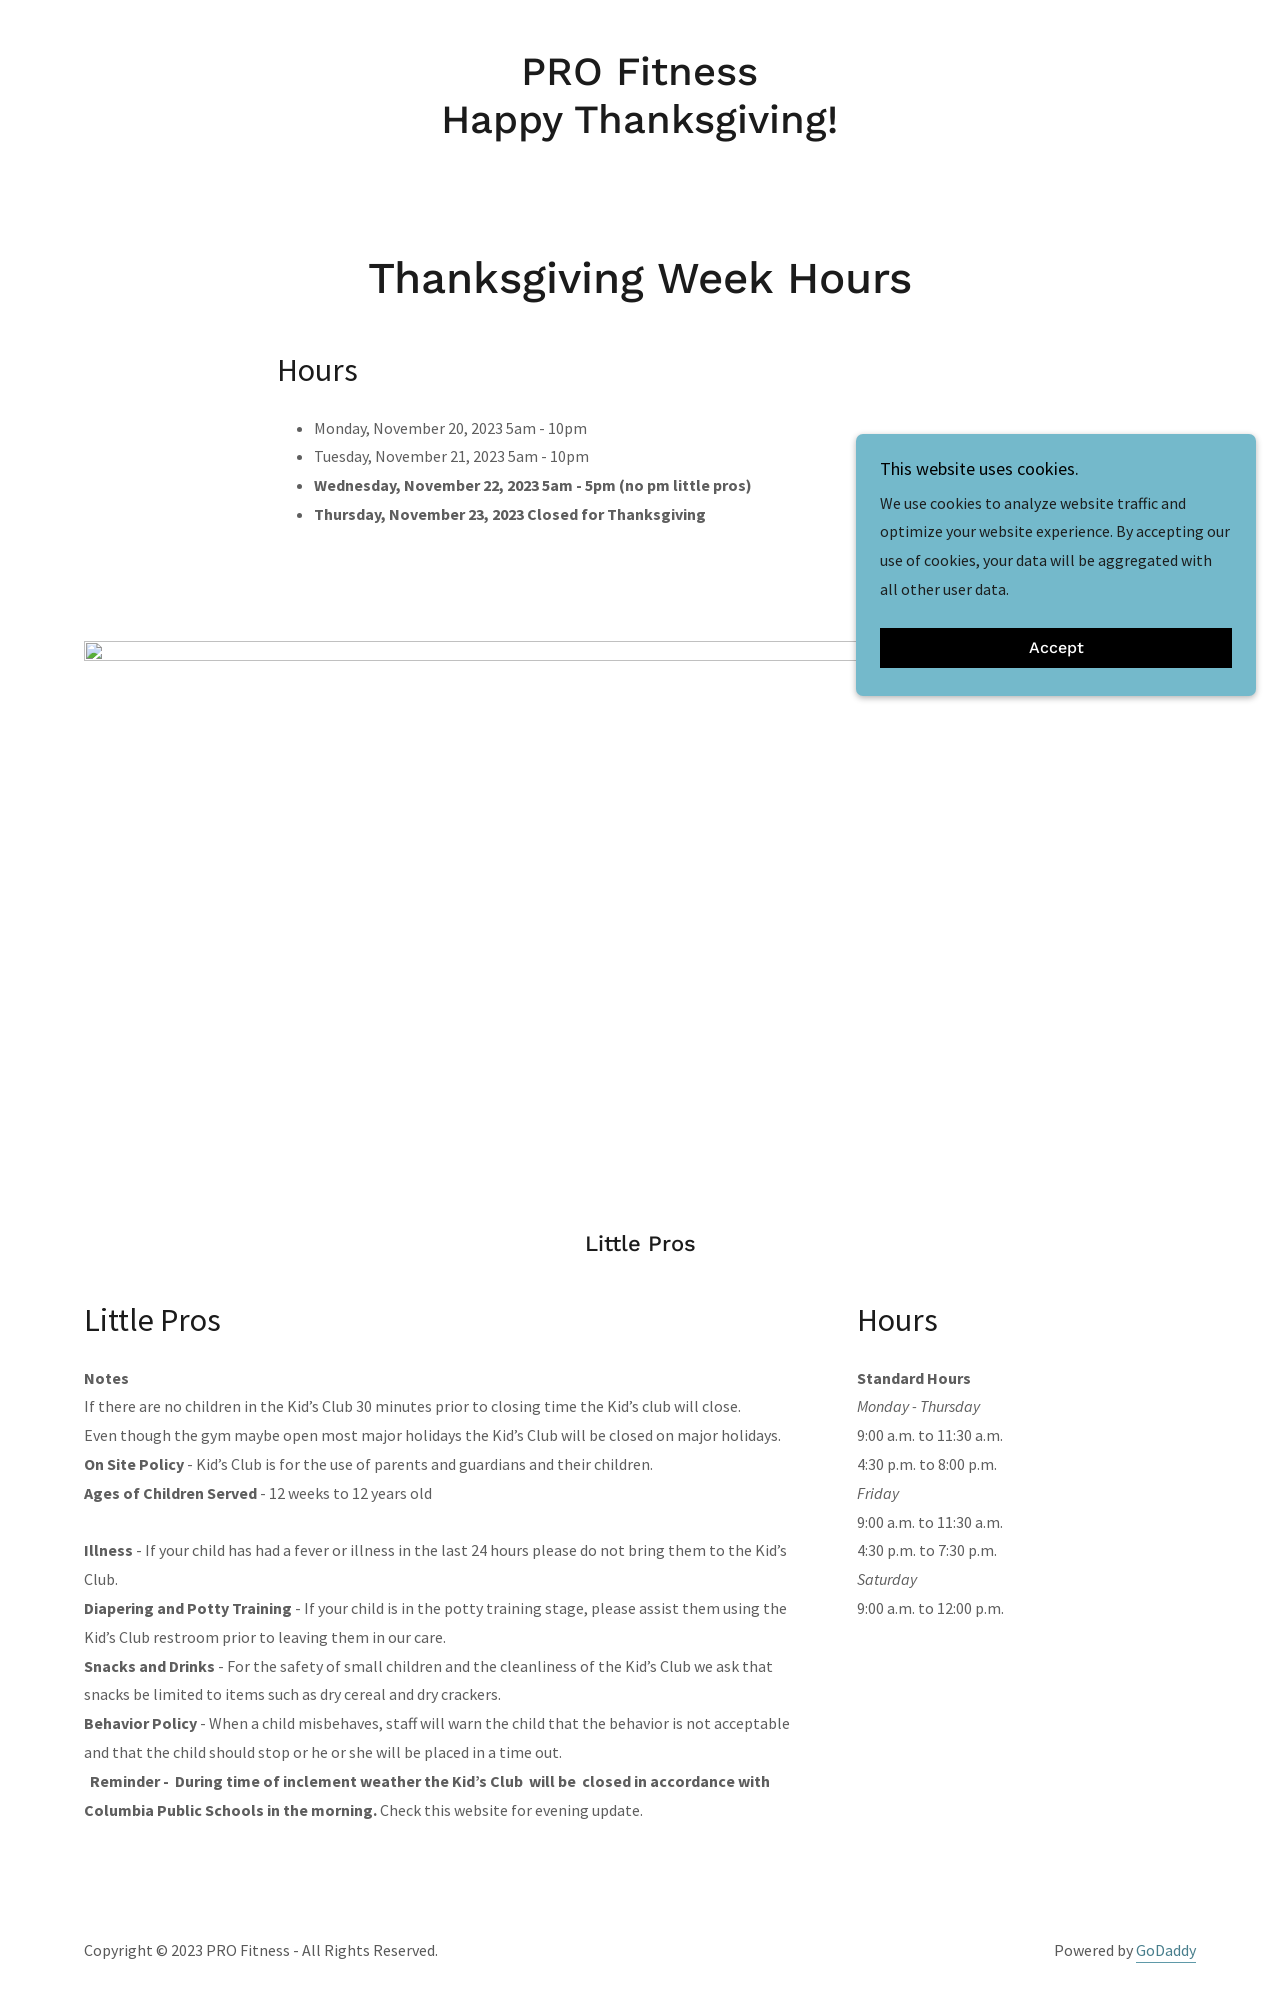 PRO Fitness
Happy Thanksgiving!
Thanksgiving Week Hours
Hours
Monday, November 20, 2023 5am - 10pm
Tuesday, November 21, 2023 5am - 10pm
Wednesday, November 22, 2023 5am - 5pm (no pm little pros)
Thursday, November 23, 2023 Closed for Thanksgiving
This website uses cookies.
We use cookies to analyze website traffic and
optimize your website experience. By accepting our
use of cookies, your data will be aggregated with
all other user data.
Accept
Little Pros
Little Pros
Notes
If there are no children in the Kid’s Club 30 minutes prior to closing time the Kid’s club will close.
Even though the gym maybe open most major holidays the Kid’s Club will be closed on major holidays.
On Site Policy - Kid’s Club is for the use of parents and guardians and their children.
Ages of Children Served - 12 weeks to 12 years old
Illness - If your child has had a fever or illness in the last 24 hours please do not bring them to the Kid’s
Club.
Diapering and Potty Training - If your child is in the potty training stage, please assist them using the
Kid’s Club restroom prior to leaving them in our care.
Snacks and Drinks - For the safety of small children and the cleanliness of the Kid’s Club we ask that
snacks be limited to items such as dry cereal and dry crackers.
Behavior Policy - When a child misbehaves, staff will warn the child that the behavior is not acceptable
and that the child should stop or he or she will be placed in a time out.
Reminder - During time of inclement weather the Kid’s Club will be closed in accordance with
Columbia Public Schools in the morning. Check this website for evening update.
Hours
Standard Hours
Monday - Thursday
9:00 a.m. to 11:30 a.m.
4:30 p.m. to 8:00 p.m.
Friday
9:00 a.m. to 11:30 a.m.
4:30 p.m. to 7:30 p.m.
Saturday
9:00 a.m. to 12:00 p.m.
Copyright © 2023 PRO Fitness - All Rights Reserved.
Powered by GoDaddy